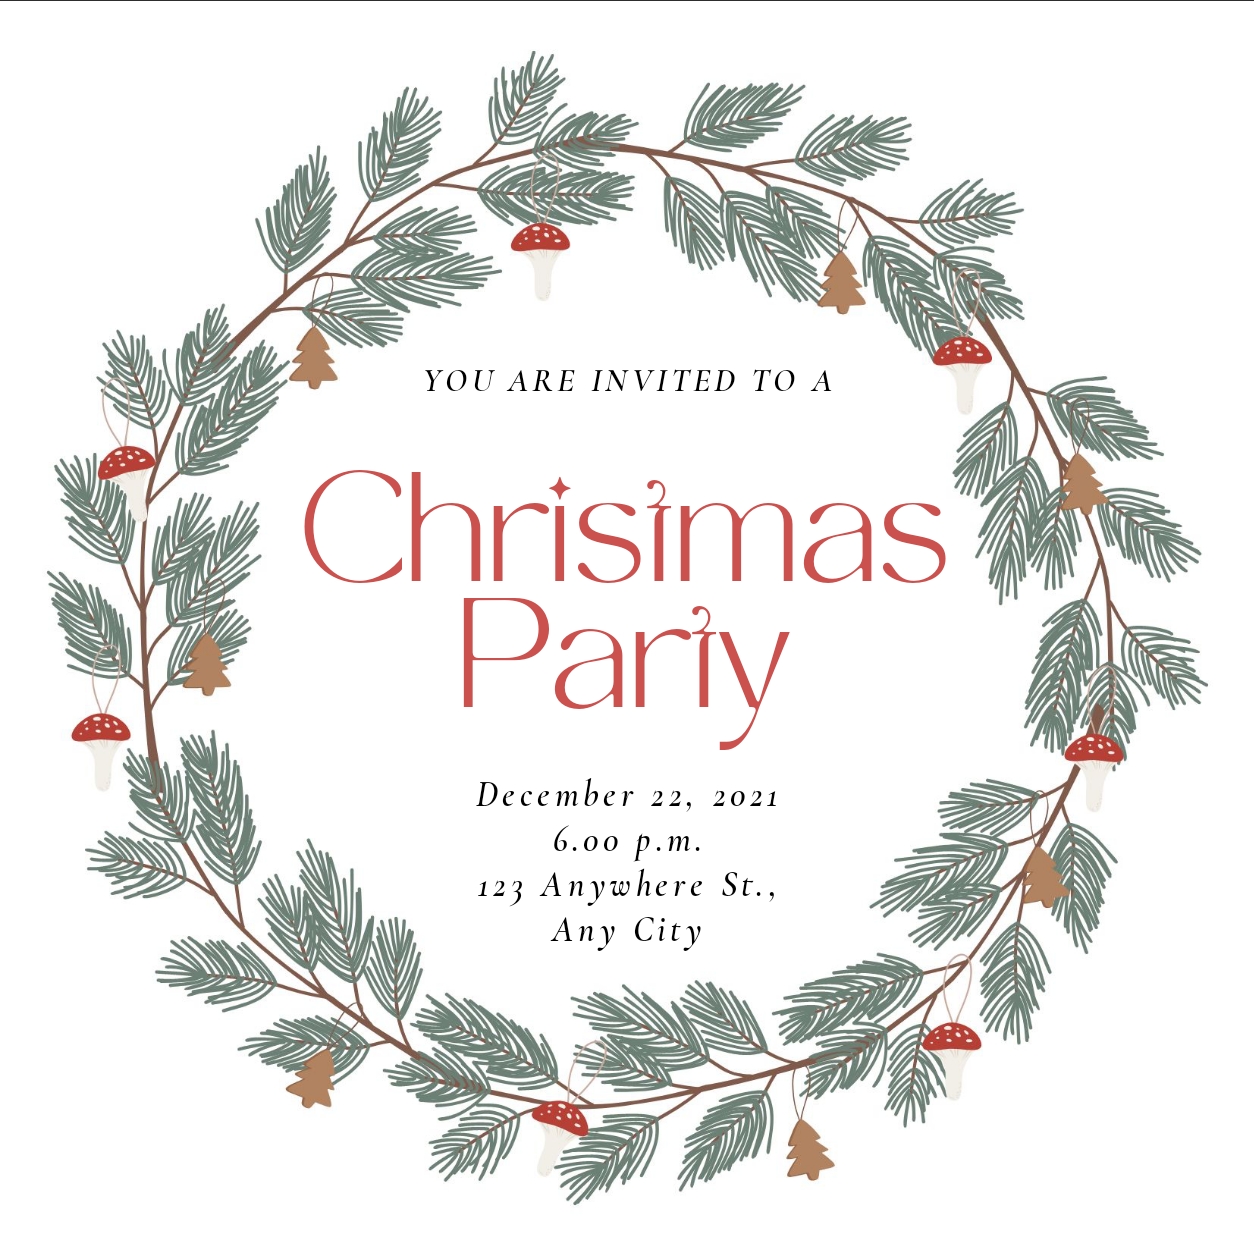 YOU ARE INVITED TO A
Christmas
Party
December 22, 2021
6.00 p.m.
123 Anywhere St.,
Any City